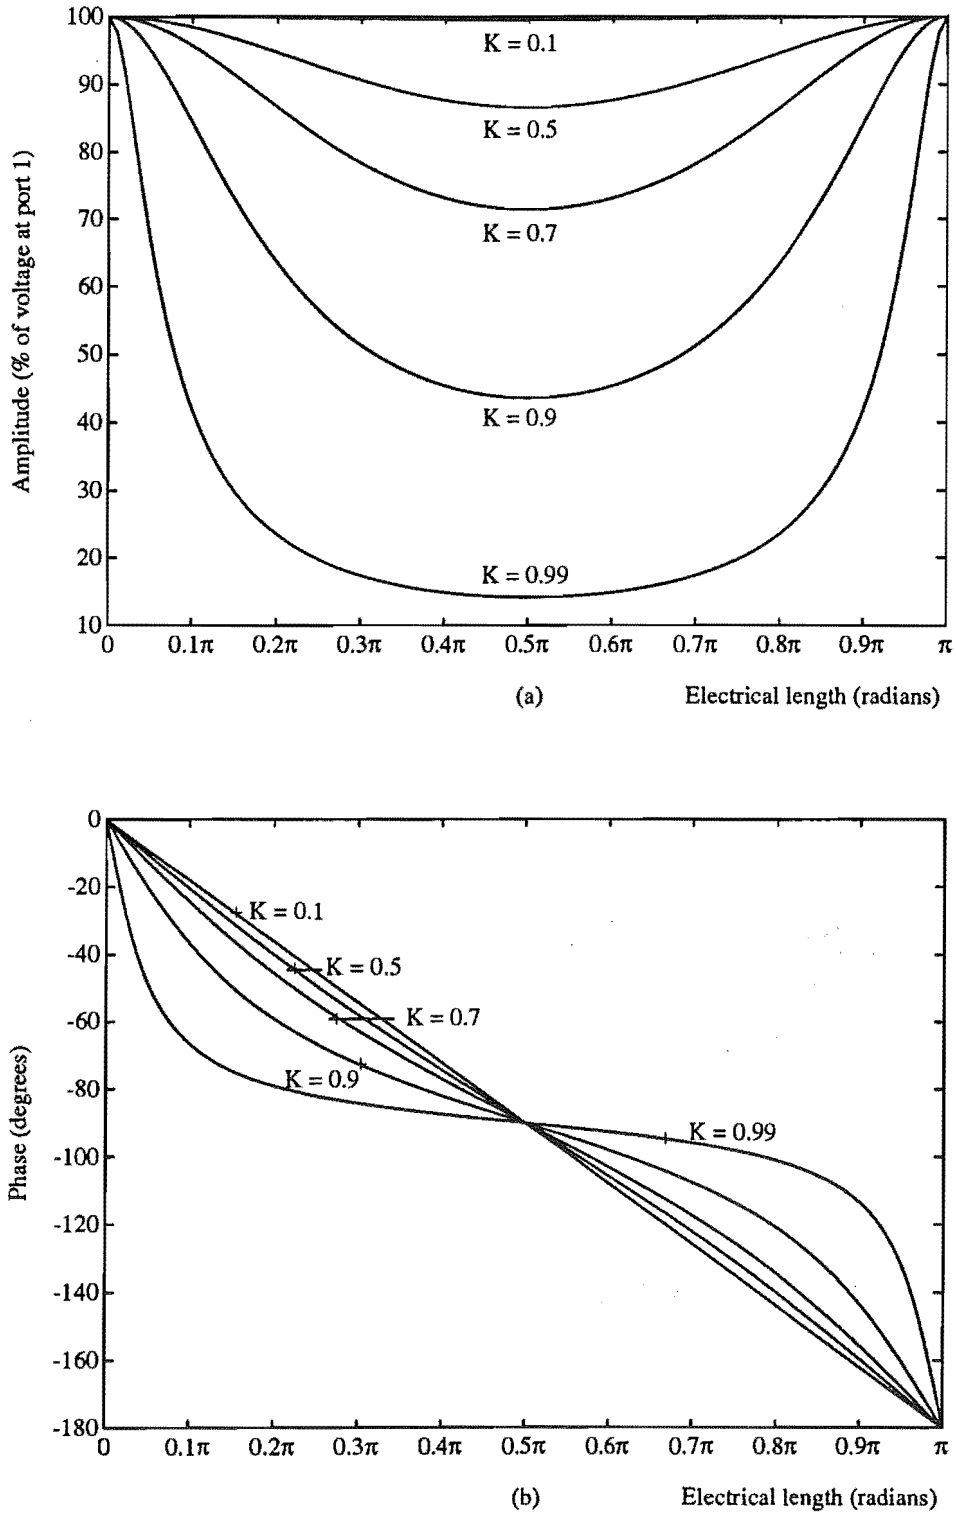 100
K = 0.1
90
K = 0.5
80
70
K = 0.7
60
50
40
K = 0.9
30
20
K = 0.99
10
Amplitude (% of voltage at port 1)
0 0.1π 0.2π 0.3π 0.4π 0.5π 0.6π 0.7π 0.8π 0.9π π
(a) Electrical length (radians)
0
-20
K = 0.1
-40
K = 0.5
-60
K = 0.7
-80
K = 0.9
-100
K = 0.99
-120
-140
-160
-180
Phase (degrees)
0 0.1π 0.2π 0.3π 0.4π 0.5π 0.6π 0.7π 0.8π 0.9π π
(b) Electrical length (radians)